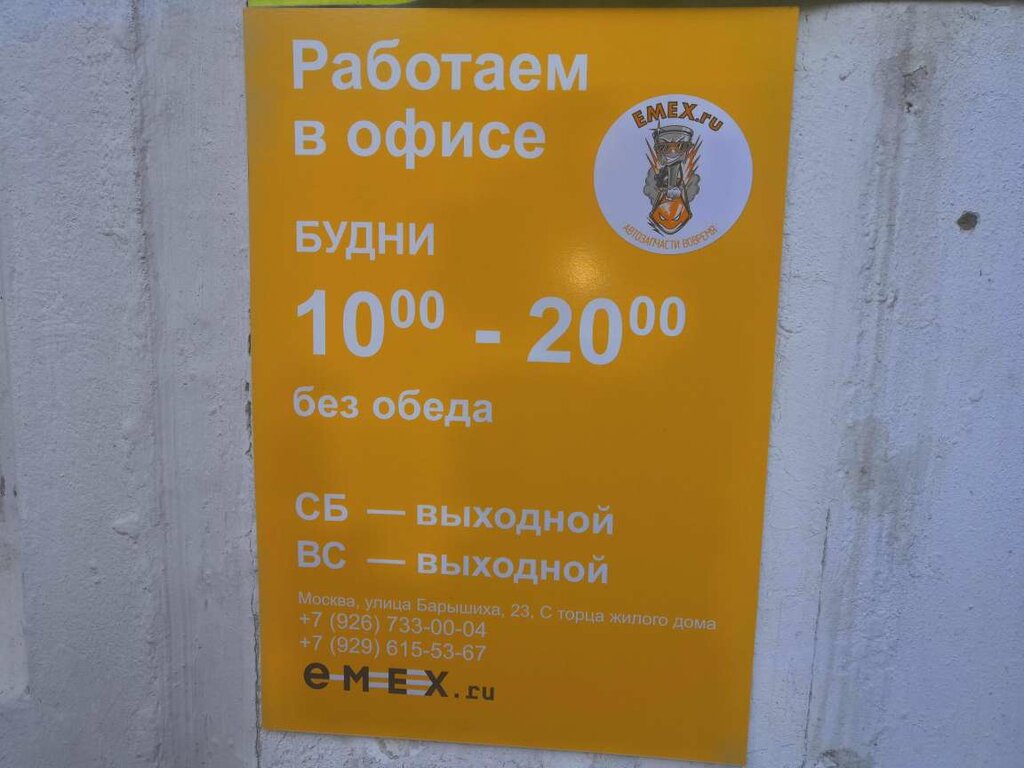 Работаем
в офисе
EMEX.ru
АВТОЗАПЧАСТИ ВОВРЕМЯ
БУДНИ
10⁰⁰ - 20⁰⁰
без обеда
СБ — выходной
ВС — выходной
Москва, улица Барышиха, 23, С торца жилого дома
+7 (926) 733-00-04
+7 (929) 615-53-67
emex.ru